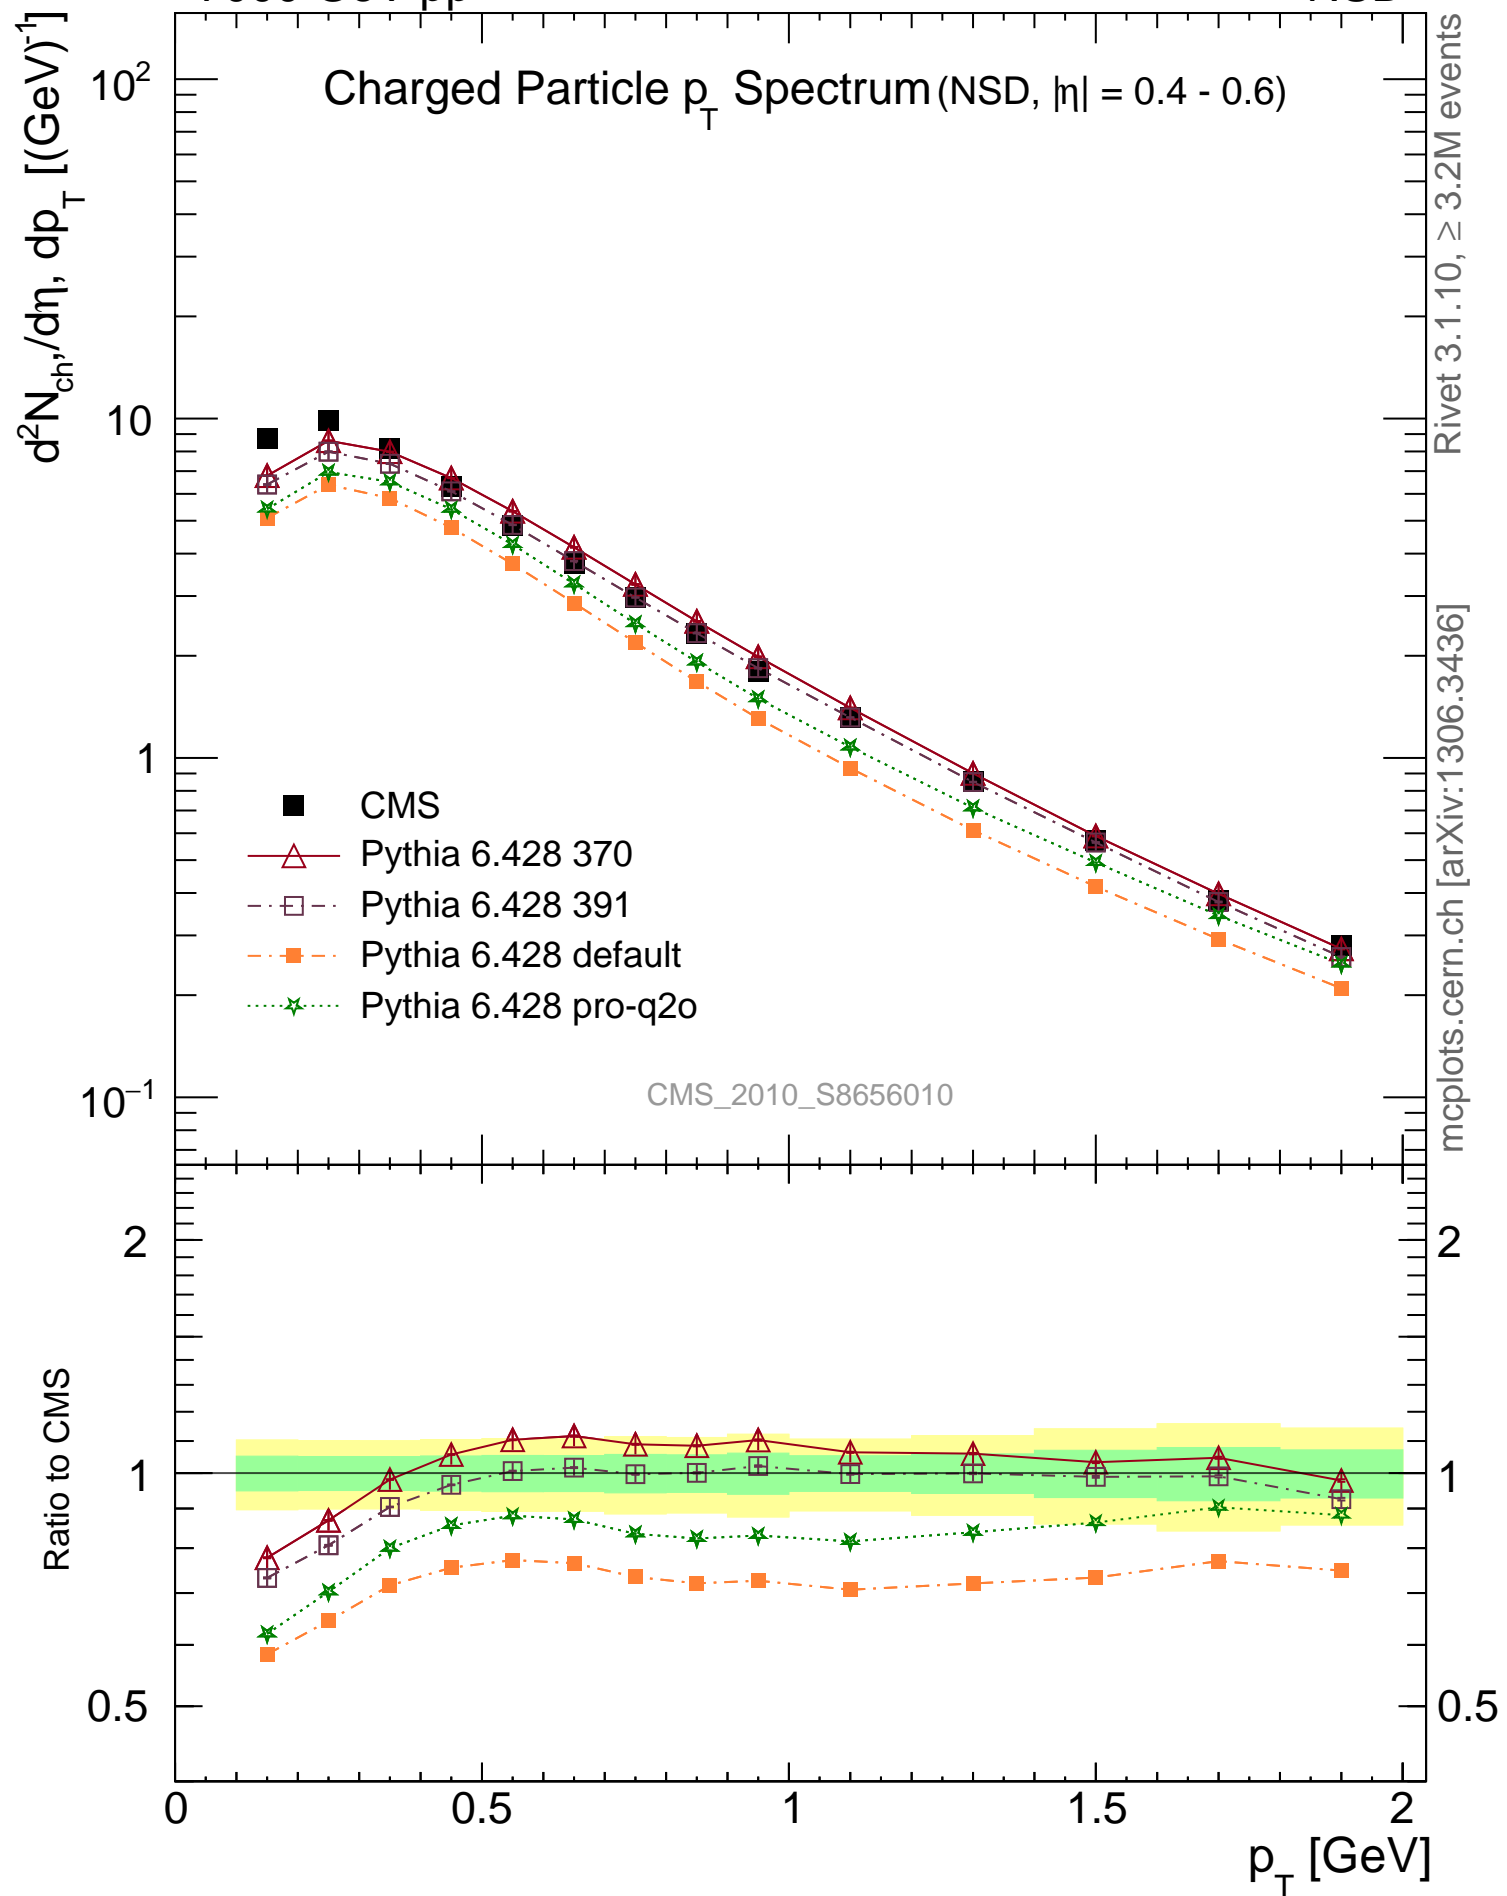 Charged Particle p_T Spectrum (NSD, |η| = 0.4 - 0.6)
d²N_ch,/dη, dp_T [(GeV)⁻¹]
10²
10
1
10⁻¹
CMS
Pythia 6.428 370
Pythia 6.428 391
Pythia 6.428 default
Pythia 6.428 pro-q2o
CMS_2010_S8656010
Rivet 3.1.10, ≥ 3.2M events
mcplots.cern.ch [arXiv:1306.3436]
Ratio to CMS
2
1
0.5
2
1
0.5
0 0.5 1 1.5 2
p_T [GeV]